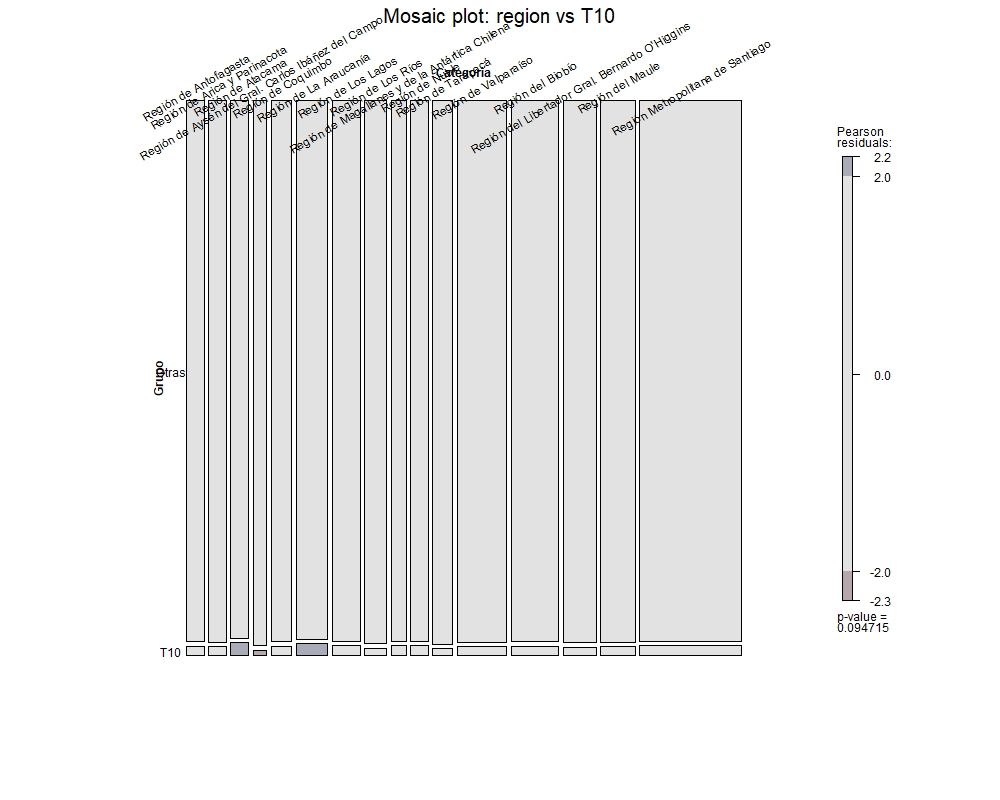 Mosaic plot: region vs T10
Categoria
Región de Antofagasta
Región de Arica y Parinacota
Región de Atacama
Región de Aysén del Gral. Carlos Ibáñez del Campo
Región de Coquimbo
Región de La Araucanía
Región de Los Lagos
Región de Los Ríos
Región de Magallanes y de la Antártica Chilena
Región de Ñuble
Región de Tarapacá
Región de Valparaíso
Región del Biobío
Región del Libertador Gral. Bernardo O'Higgins
Región del Maule
Región Metropolitana de Santiago
Grupo
Otras
T10
Pearson
residuals:
2.2
2.0
0.0
-2.0
-2.3
p-value =
0.094715